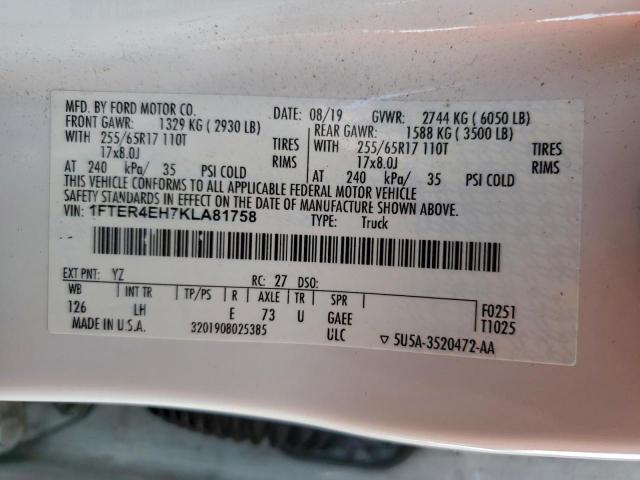 MFD. BY FORD MOTOR CO.
DATE: 08/19 GVWR: 2744 KG ( 6050 LB)
FRONT GAWR: 1329 KG ( 2930 LB) REAR GAWR: 1588 KG ( 3500 LB)
WITH 255/65R17 110T TIRES WITH 255/65R17 110T TIRES
17x8.0J RIMS 17x8.0J RIMS
AT 240 kPa/ 35 PSI COLD AT 240 kPa/ 35 PSI COLD
THIS VEHICLE CONFORMS TO ALL APPLICABLE FEDERAL MOTOR VEHICLE
SAFETY STANDARDS IN EFFECT ON THE DATE OF MANUFACTURE SHOWN ABOVE.
VIN: 1FTER4EH7KLA81758
TYPE: Truck
EXT PNT: YZ RC: 27 DSO:
WB INT TR TP/PS R AXLE TR SPR
126 LH E 73 U GAEE F0251
MADE IN U.S.A. 320190B025385 ULC T1025
▽ 5U5A-3520472-AA